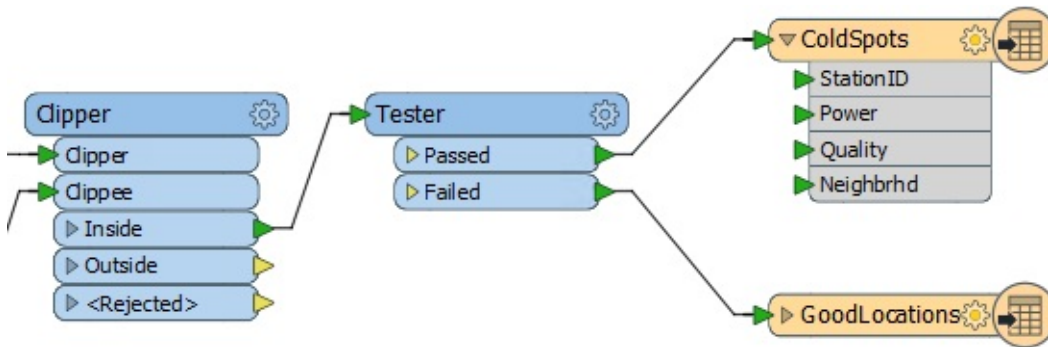 Clipper
Clipper
Clippee
Inside
Outside
<Rejected>
Tester
Passed
Failed
ColdSpots
StationID
Power
Quality
Neighbrhd
GoodLocations